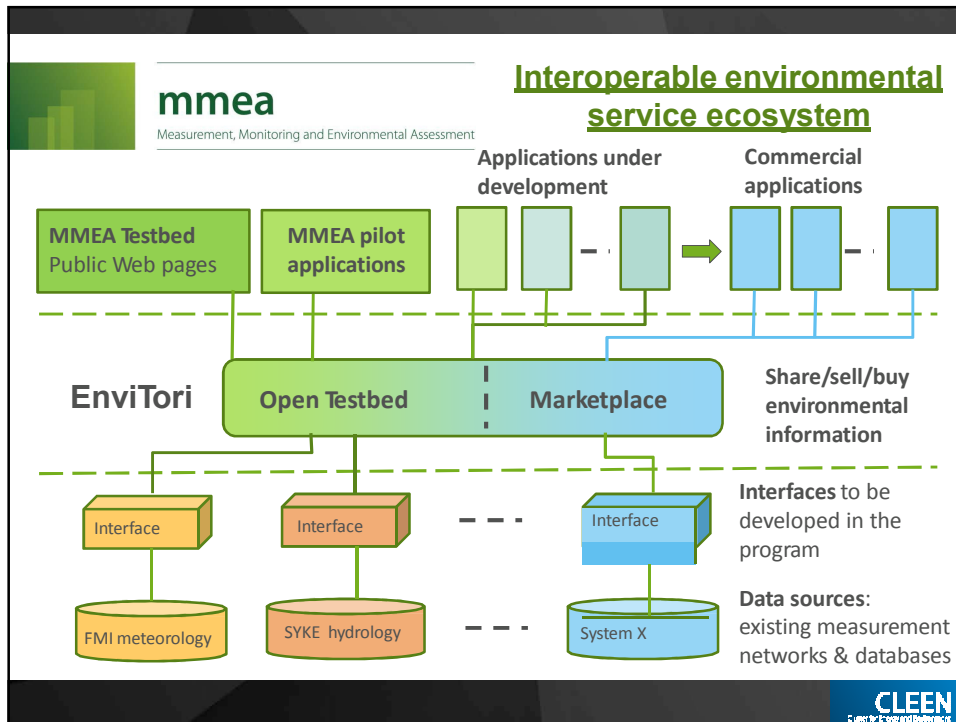 mmea
Measurement, Monitoring and Environmental Assessment
Interoperable environmental
service ecosystem
Applications under
development
Commercial
applications
MMEA Testbed
Public Web pages
MMEA pilot
applications
EnviTori
Open Testbed
Marketplace
Share/sell/buy
environmental
information
Interface
Interface
Interface
Interfaces to be
developed in the
program
FMI meteorology
SYKE hydrology
System X
Data sources:
existing measurement
networks & databases
CLEEN